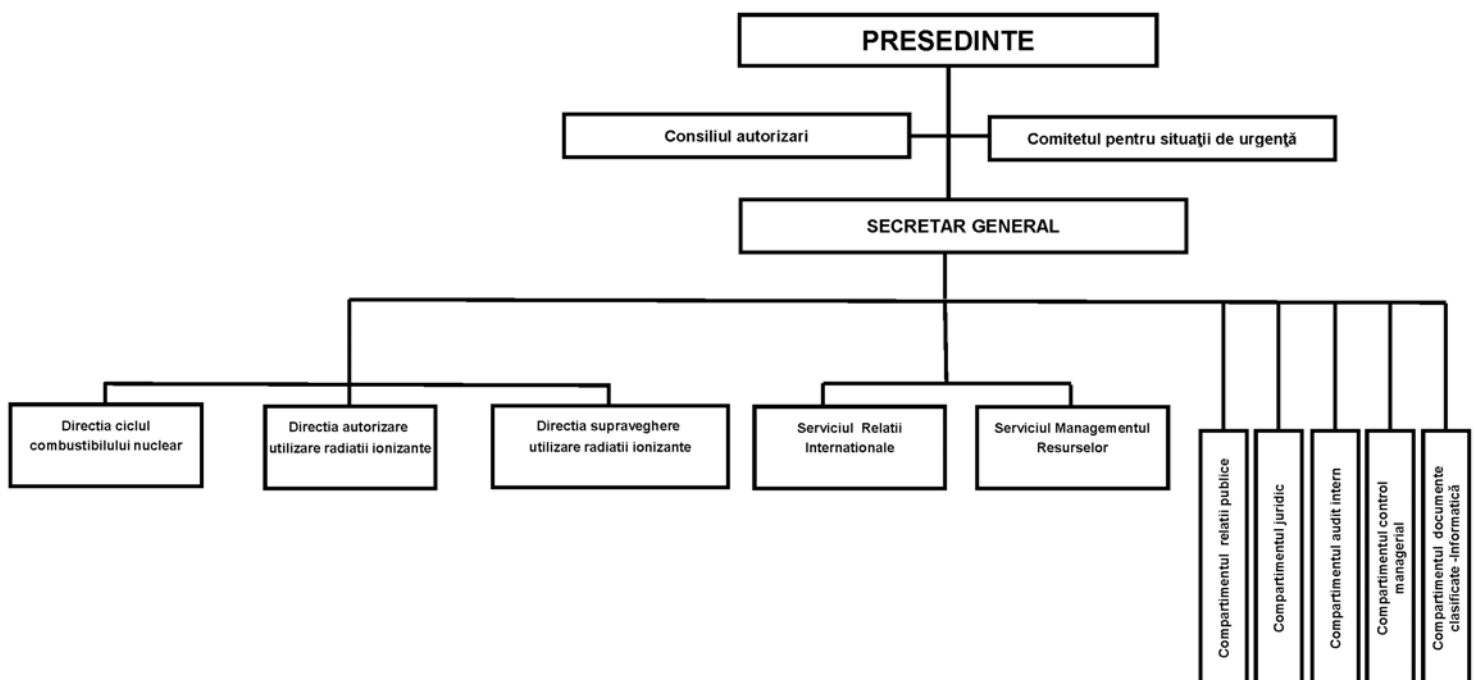 PRESEDINTE
Consiliul autorizari
Comitetul pentru situaţii de urgenţă
SECRETAR GENERAL
Directia ciclul
combustibilului nuclear
Directia autorizare
utilizare radiatii ionizante
Directia supraveghere
utilizare radiatii ionizante
Serviciul Relatii
Internationale
Serviciul Managementul
Resurselor
Compartimentul relatii publice
Compartimentul juridic
Compartimentul audit intern
Compartimentul control
managerial
Compartimentul documente
clasificate -Informatică